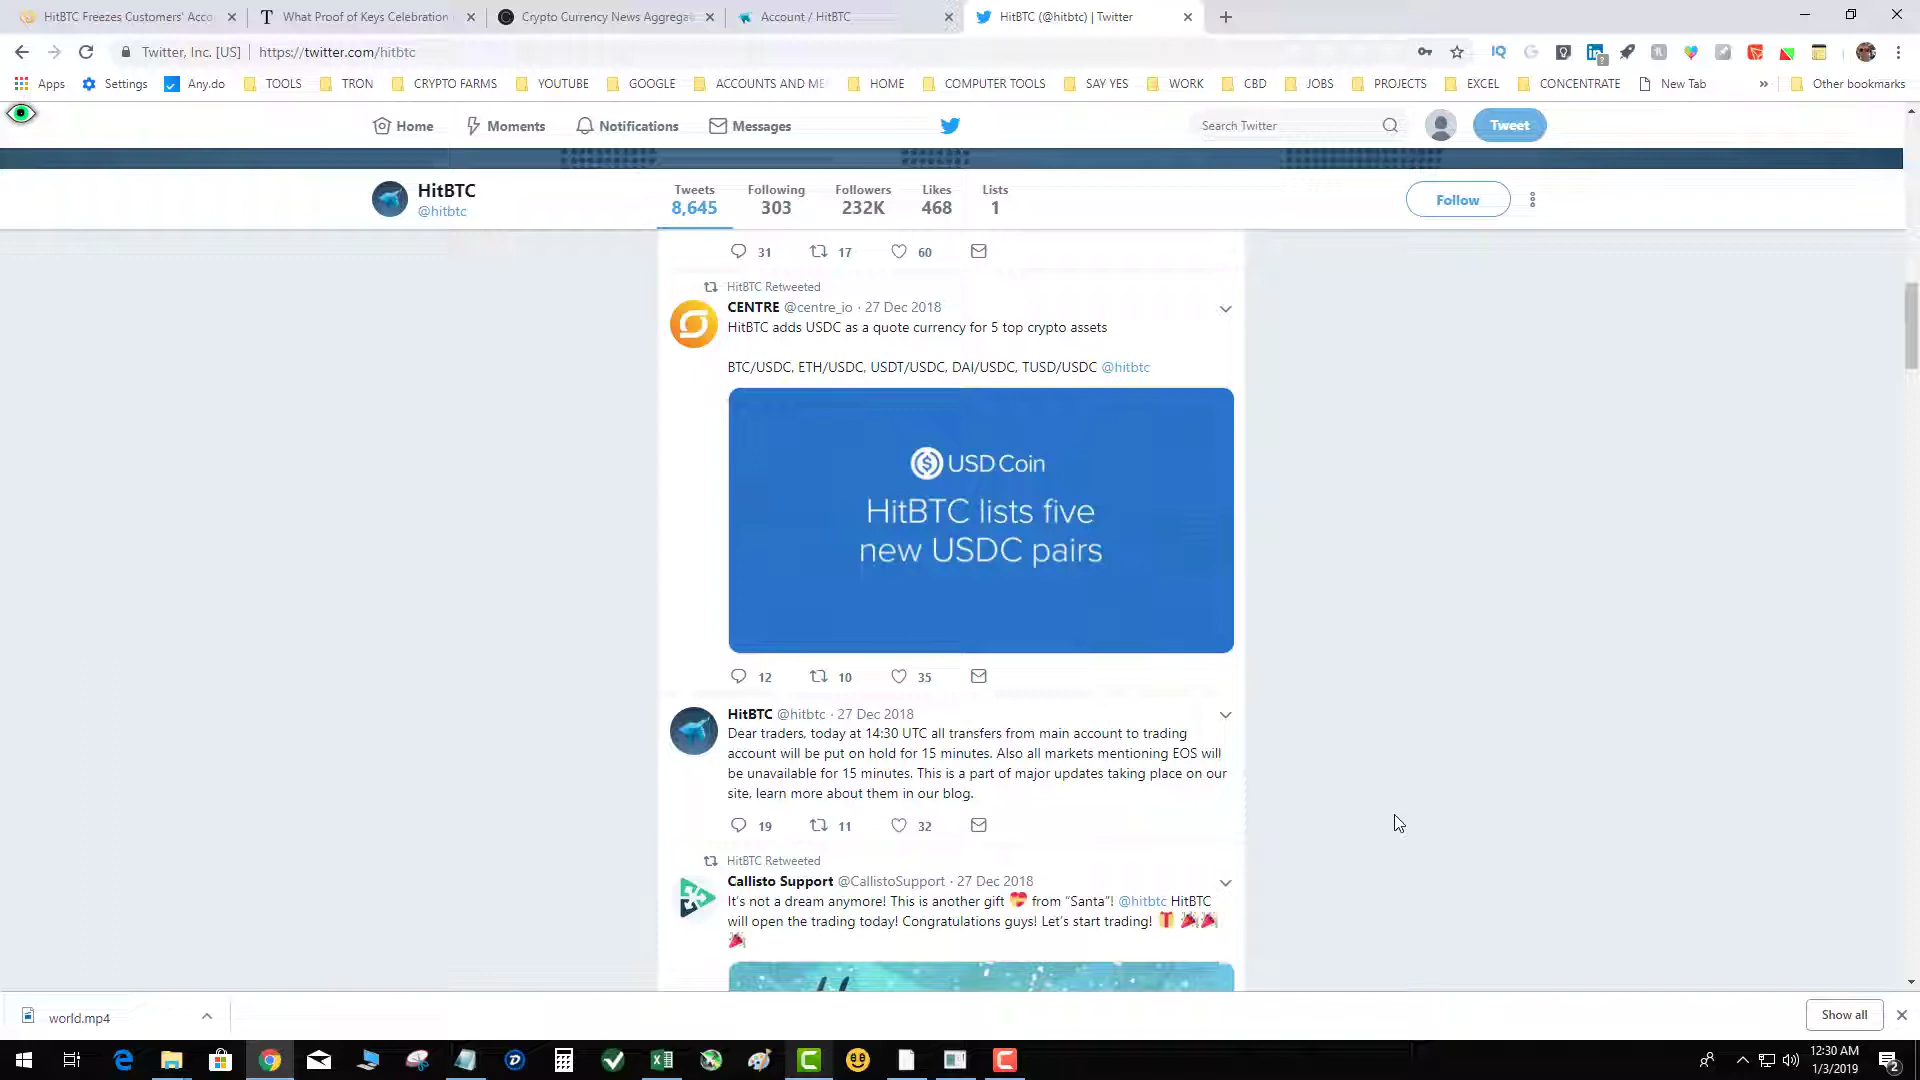 HitBTC Freezes Customers' Acco
What Proof of Keys Celebration
Crypto Currency News Aggrega
Account / HitBTC
HitBTC (@hitbtc) | Twitter
Twitter, Inc. [US]
https://twitter.com/hitbtc
Apps
Settings
Any.do
TOOLS
TRON
CRYPTO FARMS
YOUTUBE
GOOGLE
ACCOUNTS AND ME
HOME
COMPUTER TOOLS
SAY YES
WORK
CBD
JOBS
PROJECTS
EXCEL
CONCENTRATE
New Tab
»
Other bookmarks
Home
Moments
Notifications
Messages
Search Twitter
Tweet
HitBTC
@hitbtc
Tweets
8,645
Following
303
Followers
232K
Likes
468
Lists
1
Follow
31 17 60
HitBTC Retweeted
CENTRE @centre_io · 27 Dec 2018
HitBTC adds USDC as a quote currency for 5 top crypto assets
BTC/USDC, ETH/USDC, USDT/USDC, DAI/USDC, TUSD/USDC @hitbtc
USD Coin
HitBTC lists five
new USDC pairs
12 10 35
HitBTC @hitbtc · 27 Dec 2018
Dear traders, today at 14:30 UTC all transfers from main account to trading
account will be put on hold for 15 minutes. Also all markets mentioning EOS will
be unavailable for 15 minutes. This is a part of major updates taking place on our
site, learn more about them in our blog.
19 11 32
HitBTC Retweeted
Callisto Support @CallistoSupport · 27 Dec 2018
It's not a dream anymore! This is another gift 💝 from "Santa"! @hitbtc HitBTC
will open the trading today! Congratulations guys! Let's start trading! 🎁 🎉🎉
🎉
world.mp4
Show all
12:30 AM
1/3/2019
2